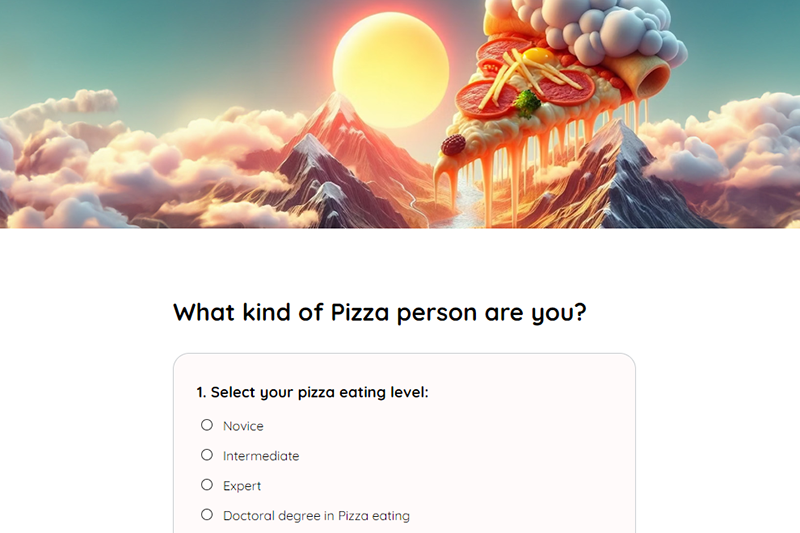 What kind of Pizza person are you?
1. Select your pizza eating level:
Novice
Intermediate
Expert
Doctoral degree in Pizza eating